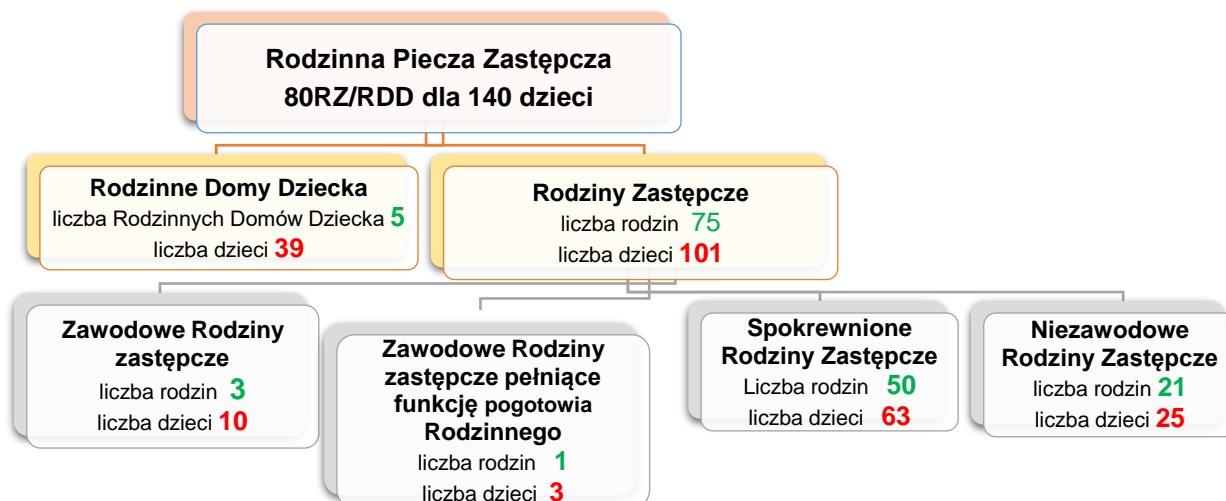 Rodzinna Piecza Zastępcza
80RZ/RDD dla 140 dzieci
Rodzinne Domy Dziecka
liczba Rodzinnych Domów Dziecka 5
liczba dzieci 39
Rodziny Zastępcze
liczba rodzin 75
liczba dzieci 101
Zawodowe Rodziny
zastępcze
liczba rodzin 3
liczba dzieci 10
Zawodowe Rodziny
zastępcze pełniące
funkcję pogotowia
Rodzinnego
liczba rodzin 1
liczba dzieci 3
Spokrewnione
Rodziny Zastępcze
Liczba rodzin 50
liczba dzieci 63
Niezawodowe
Rodziny Zastępcze
liczba rodzin 21
liczba dzieci 25